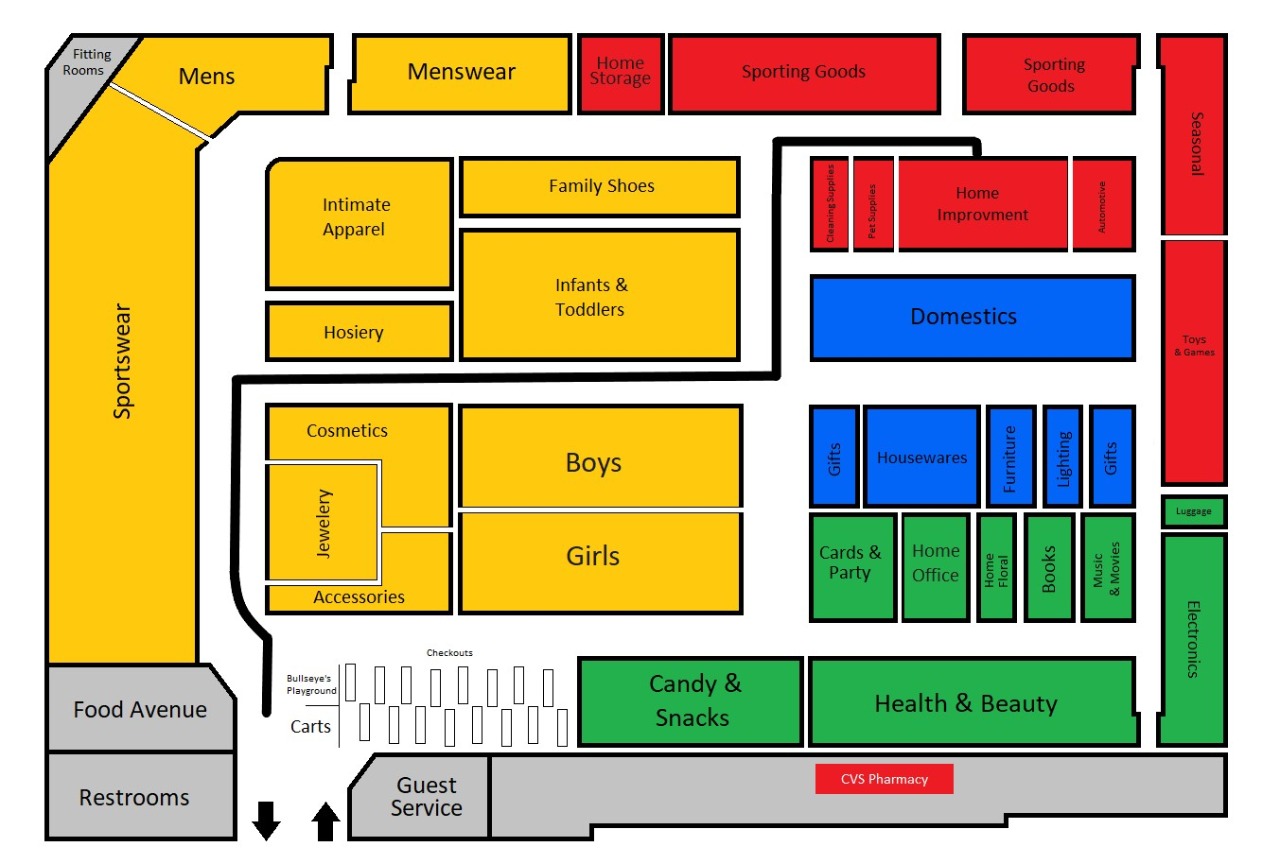 Fitting
Rooms
Mens
Menswear
Home
Storage
Sporting Goods
Sporting
Goods
Seasonal
Intimate
Apparel
Family Shoes
Cleaning Supplies
Pet Supplies
Home
Improvment
Automotive
Infants &
Toddlers
Hosiery
Domestics
Toys
& Games
Sportswear
Cosmetics
Jewelery
Accessories
Boys
Girls
Gifts
Housewares
Furniture
Lighting
Gifts
Luggage
Cards &
Party
Home
Office
Home
Floral
Books
Music
& Movies
Electronics
Checkouts
Bullseye's
Playground
Carts
Candy &
Snacks
Health & Beauty
Food Avenue
Restrooms
Guest
Service
CVS Pharmacy